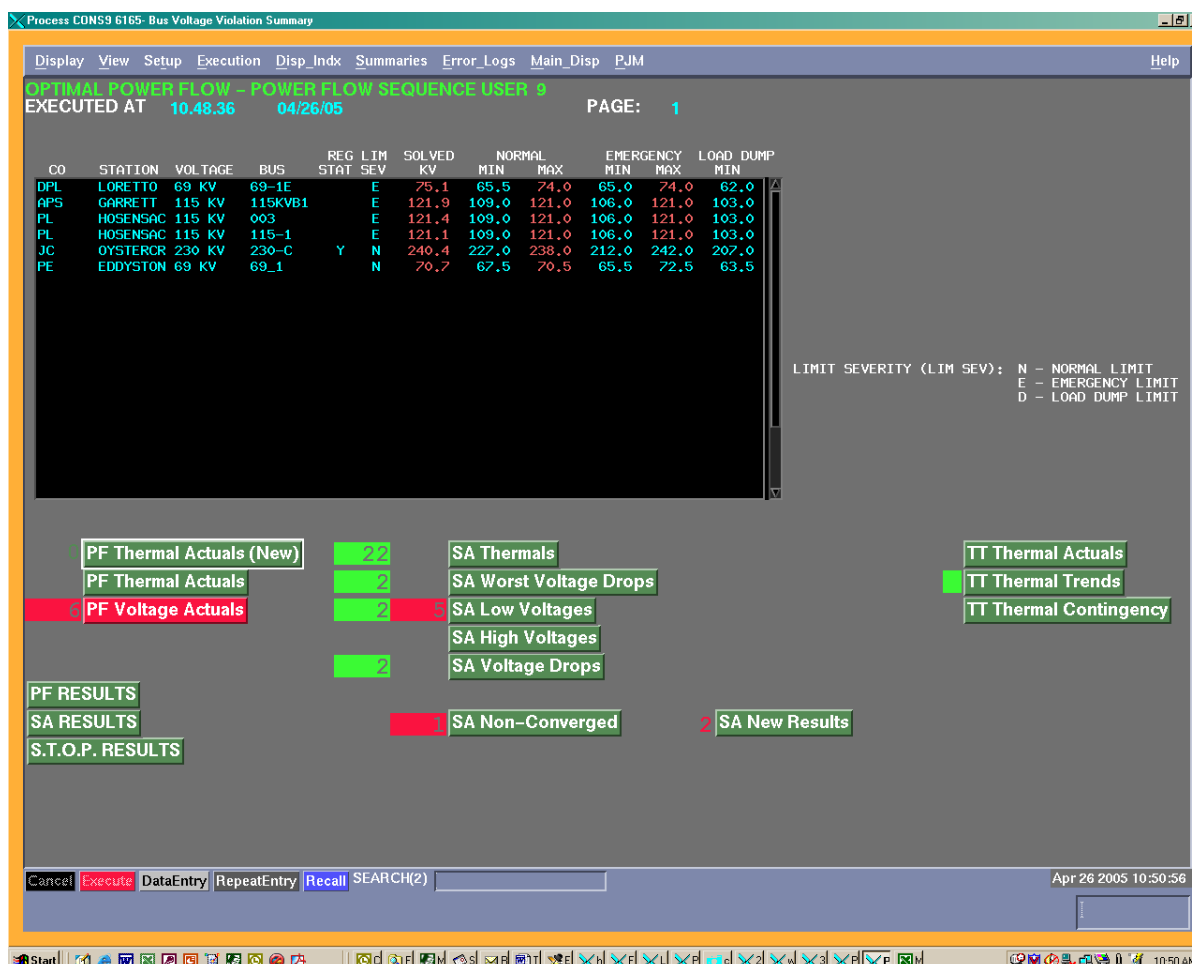 Process CONS9 6165- Bus Voltage Violation Summary
Display View Setup Execution Disp_Indx Summaries Error_Logs Main_Disp PJM Help
OPTIMAL POWER FLOW – POWER FLOW SEQUENCE USER 9
EXECUTED AT 10.48.36 04/26/05 PAGE: 1
REG LIM SOLVED NORMAL EMERGENCY LOAD DUMP
CO STATION VOLTAGE BUS STAT SEV KV MIN MAX MIN MAX MIN
DPL LORETTO 69 KV 69-1E E 75.1 65.5 74.0 65.0 74.0 62.0
APS GARRETT 115 KV 115KVB1 E 121.9 109.0 121.0 106.0 121.0 103.0
PL HOSENSAC 115 KV 003 E 121.4 109.0 121.0 106.0 121.0 103.0
PL HOSENSAC 115 KV 115-1 E 121.1 109.0 121.0 106.0 121.0 103.0
JC OYSTERCR 230 KV 230-C Y N 240.4 227.0 238.0 212.0 242.0 207.0
PE EDDYSTON 69 KV 69_1 N 70.7 67.5 70.5 65.5 72.5 63.5
LIMIT SEVERITY (LIM SEV): N – NORMAL LIMIT
E – EMERGENCY LIMIT
D – LOAD DUMP LIMIT
PF Thermal Actuals (New) 22 SA Thermals TT Thermal Actuals
PF Thermal Actuals 2 SA Worst Voltage Drops TT Thermal Trends
6 PF Voltage Actuals 2 5 SA Low Voltages TT Thermal Contingency
SA High Voltages
2 SA Voltage Drops
PF RESULTS
SA RESULTS 1 SA Non–Converged 2 SA New Results
S.T.O.P. RESULTS
Cancel Execute DataEntry RepeatEntry Recall SEARCH(2) Apr 26 2005 10:50:56
Start 10:50 AM